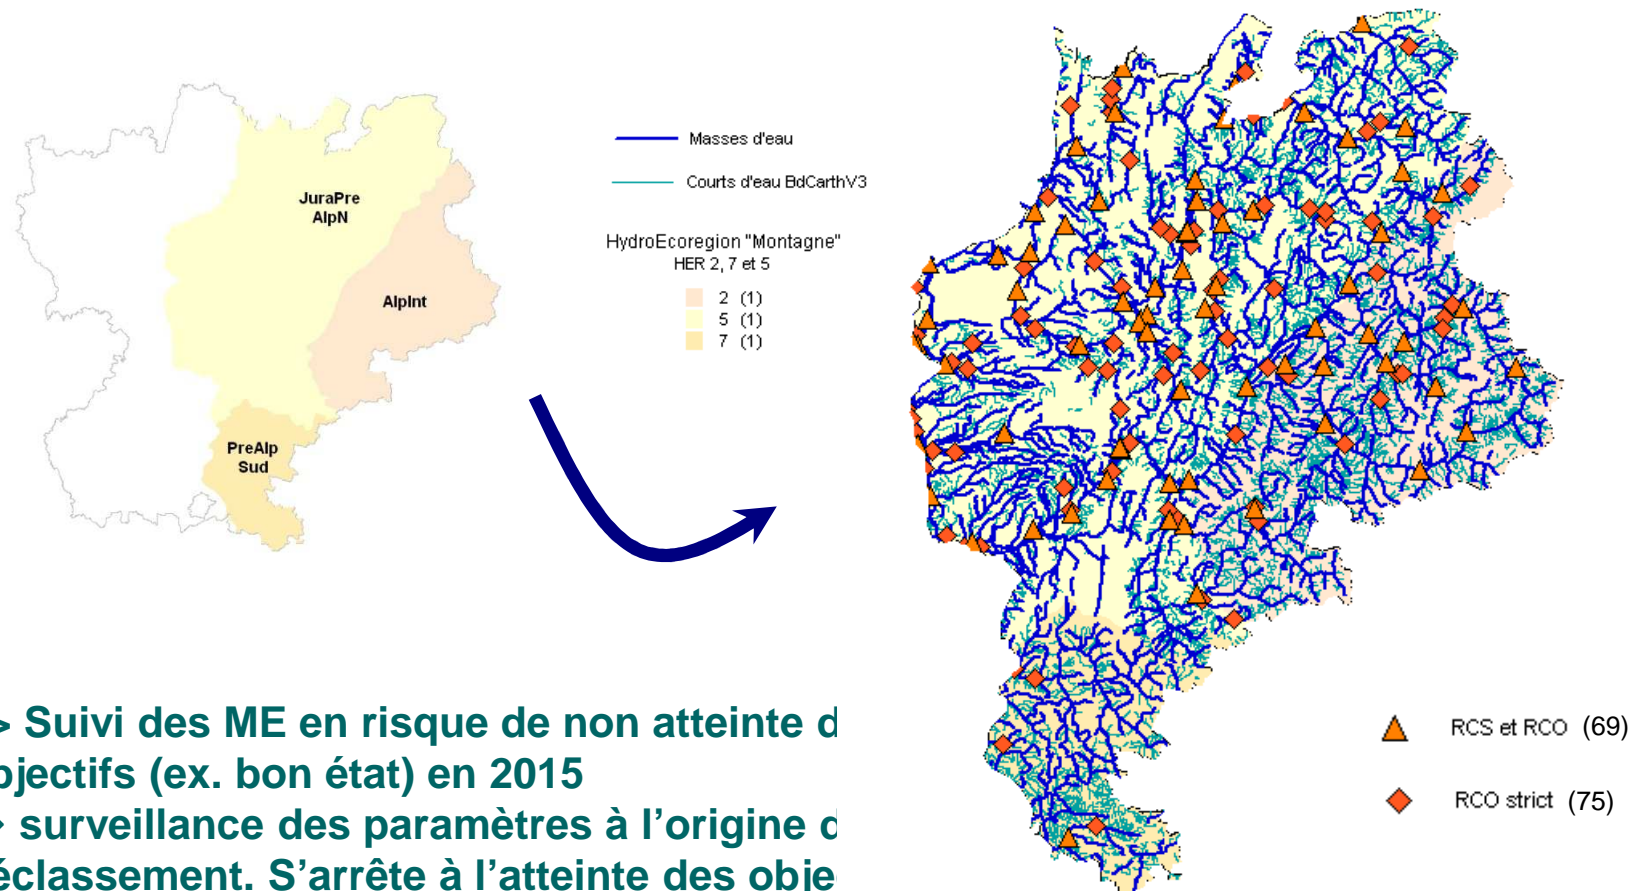 JuraPre
AlpN
AlpInt
PreAlp
Sud
Masses d'eau
Courts d'eau BdCarthV3
HydroEcoregion "Montagne"
HER 2, 7 et 5
2 (1)
5 (1)
7 (1)
> Suivi des ME en risque de non atteinte d
bjectifs (ex. bon état) en 2015
> surveillance des paramètres à l’origine d
éclassement. S’arrête à l’atteinte des obje
RCS et RCO (69)
RCO strict (75)